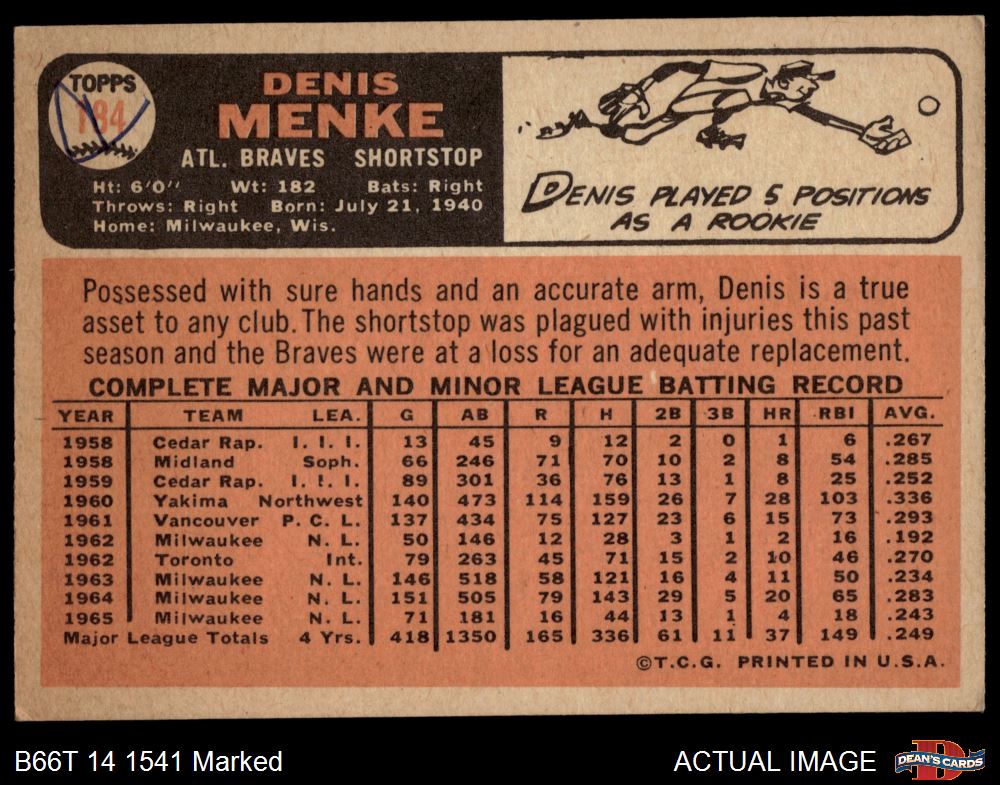 TOPPS
184
DENIS
MENKE
ATL. BRAVES SHORTSTOP
Ht: 6'0" Wt: 182 Bats: Right
Throws: Right Born: July 21, 1940
Home: Milwaukee, Wis.
DENIS PLAYED 5 POSITIONS
AS A ROOKIE
Possessed with sure hands and an accurate arm, Denis is a true
asset to any club. The shortstop was plagued with injuries this past
season and the Braves were at a loss for an adequate replacement.
COMPLETE MAJOR AND MINOR LEAGUE BATTING RECORD
YEAR TEAM LEA. G AB R H 2B 3B HR RBI AVG.
1958 Cedar Rap. I. I. I. 13 45 9 12 2 0 1 6 .267
1958 Midland Soph. 66 246 71 70 10 2 8 54 .285
1959 Cedar Rap. I. I. I. 89 301 36 76 13 1 8 25 .252
1960 Yakima Northwest 140 473 114 159 26 7 28 103 .336
1961 Vancouver P. C. L. 137 434 75 127 23 6 15 73 .293
1962 Milwaukee N. L. 50 146 12 28 3 1 2 16 .192
1962 Toronto Int. 79 263 45 71 15 2 10 46 .270
1963 Milwaukee N. L. 146 518 58 121 16 4 11 50 .234
1964 Milwaukee N. L. 151 505 79 143 29 5 20 65 .283
1965 Milwaukee N. L. 71 181 16 44 13 1 4 18 .243
Major League Totals 4 Yrs. 418 1350 165 336 61 11 37 149 .249
©T.C.G. PRINTED IN U.S.A.
B66T 14 1541 Marked
ACTUAL IMAGE
D
DEAN'S CARDS